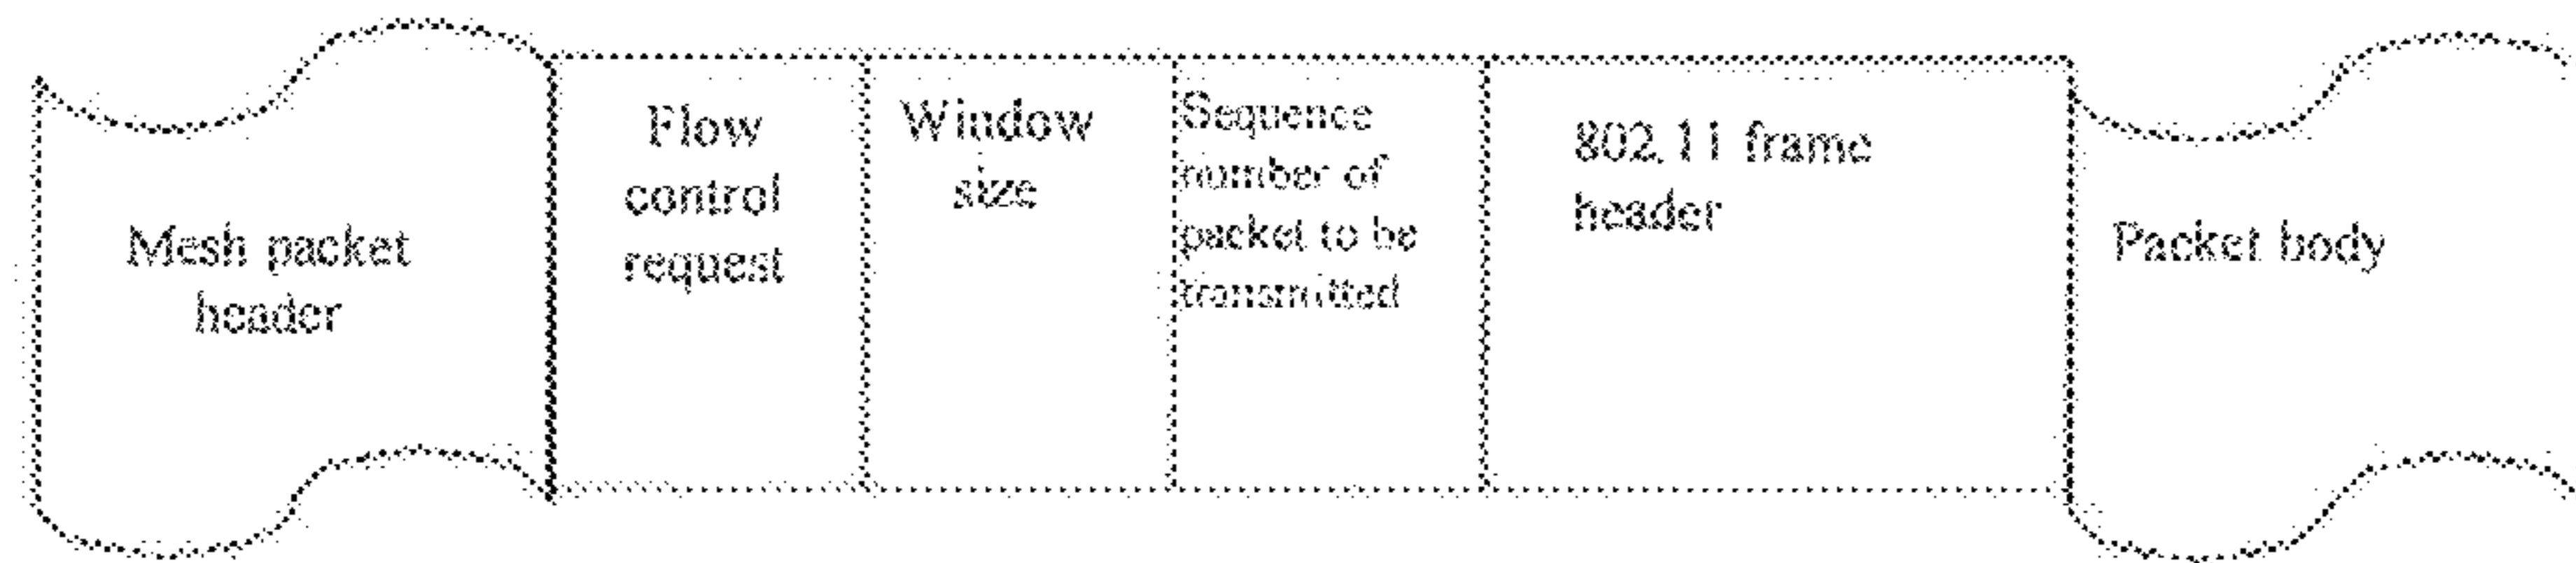 Mesh packet
header
Flow
control
request
Window
size
Sequence
number of
packet to be
transmitted
802.11 frame
header
Packet body